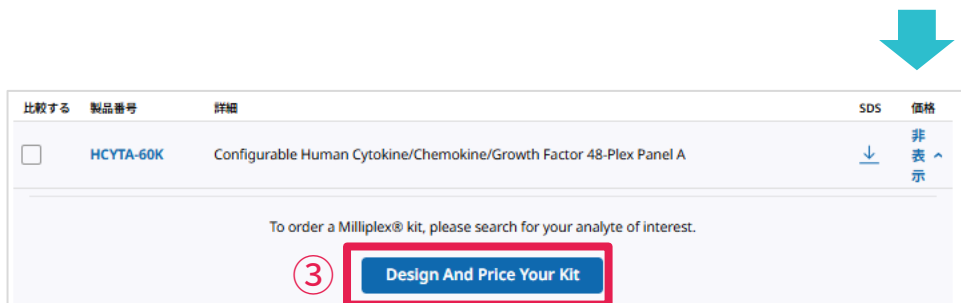 比較する 製品番号 詳細 SDS 価格
HCYTA-60K Configurable Human Cytokine/Chemokine/Growth Factor 48-Plex Panel A 非表示
To order a Milliplex® kit, please search for your analyte of interest.
③ Design And Price Your Kit